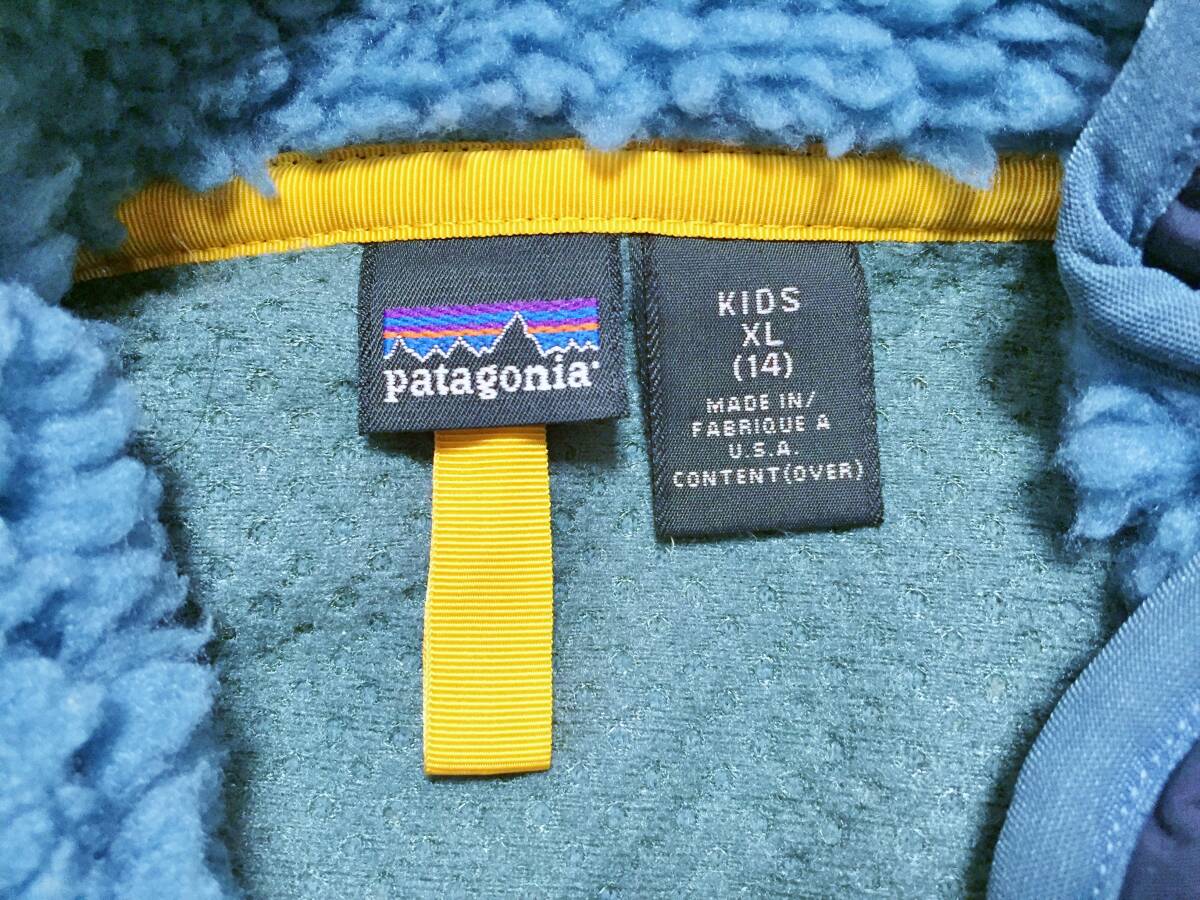 patagonia
KIDS
XL
(14)
MADE IN/
FABRIQUE A
U.S.A.
CONTENT(OVER)